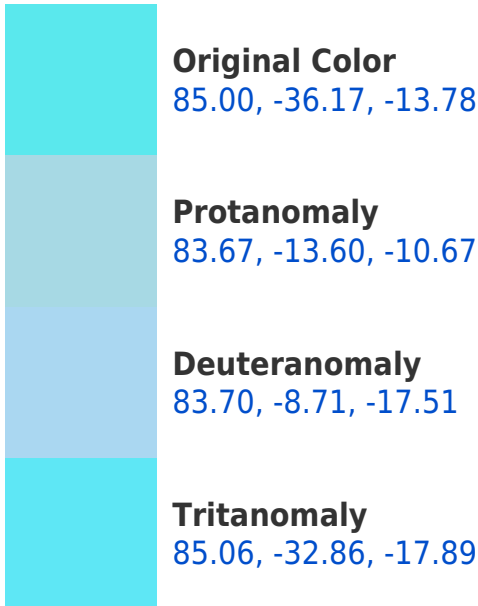 Original Color
85.00, -36.17, -13.78
Protanomaly
83.67, -13.60, -10.67
Deuteranomaly
83.70, -8.71, -17.51
Tritanomaly
85.06, -32.86, -17.89